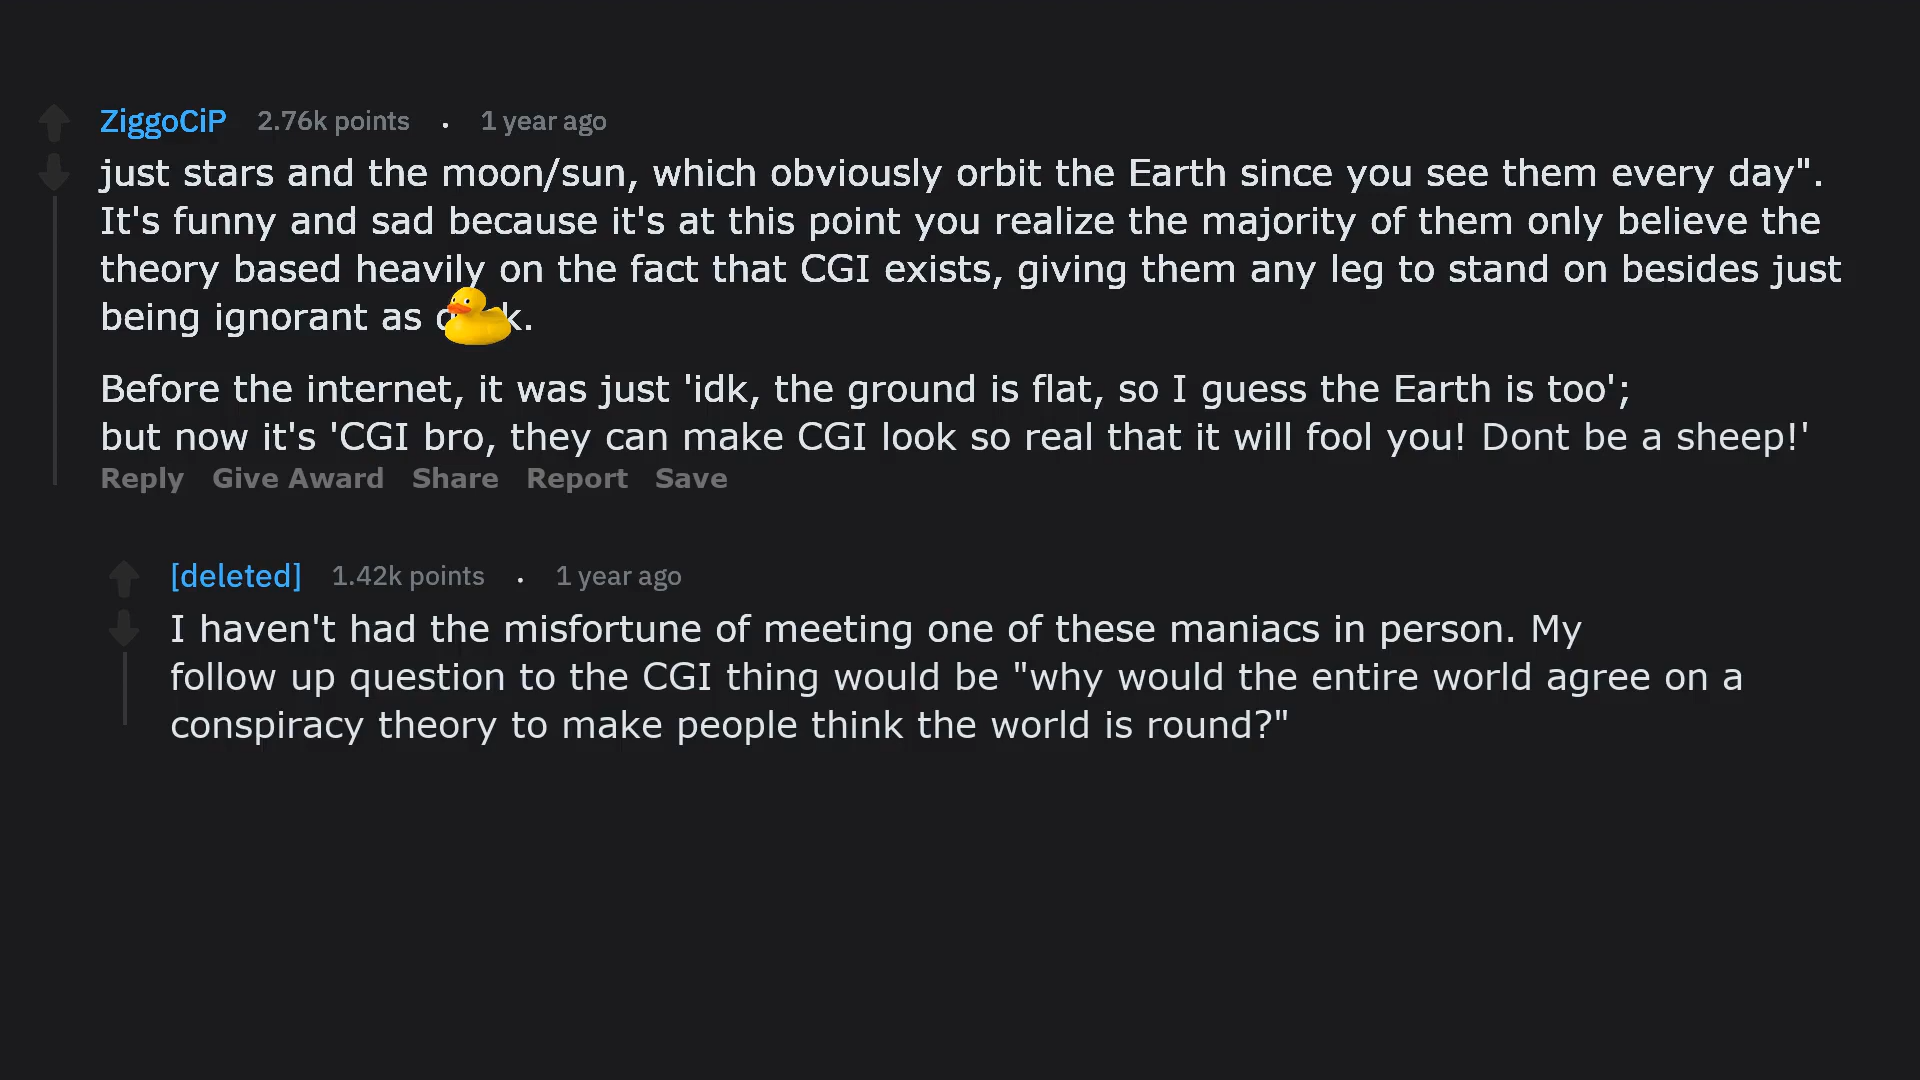 ZiggoCiP 2.76k points . 1 year ago
just stars and the moon/sun, which obviously orbit the Earth since you see them every day".
It's funny and sad because it's at this point you realize the majority of them only believe the
theory based heavily on the fact that CGI exists, giving them any leg to stand on besides just
being ignorant as
Before the internet, it was just 'idk, the ground is flat, so I guess the Earth is too';
but now it's 'CGI bro, they can make CGI look so real that it will fool you! Dont be a sheep!'
Reply Give Award Share Report Save
[deleted] 1.42k points . 1 year ago
I haven't had the misfortune of meeting one of these maniacs in person. My
follow up question to the CGI thing would be "why would the entire world agree on a
conspiracy theory to make people think the world is round?"